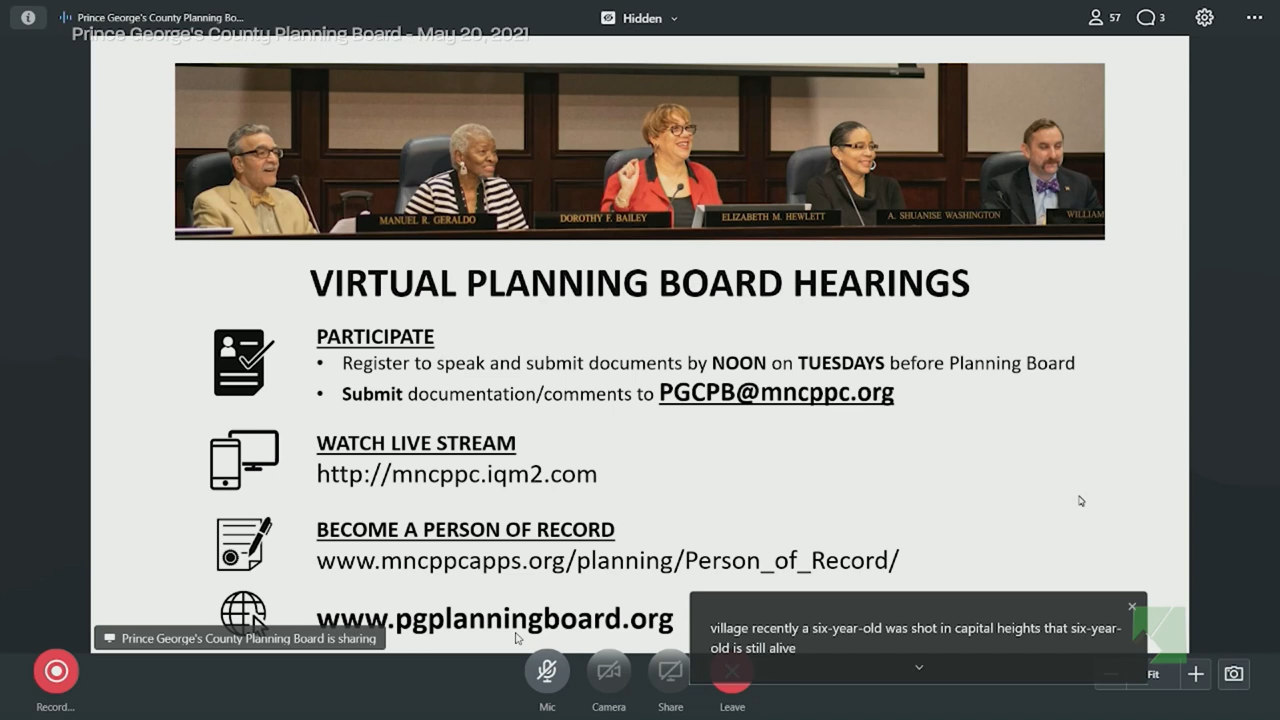 Prince George's County Planning Bo...
Hidden
57
3
Prince George's County Planning Board - May 20, 2021
MANUEL R. GERALDO
DOROTHY F. BAILEY
ELIZABETH M. HEWLETT
A. SHUANISE WASHINGTON
WILLIAM
VIRTUAL PLANNING BOARD HEARINGS
PARTICIPATE
• Register to speak and submit documents by NOON on TUESDAYS before Planning Board
• Submit documentation/comments to PGCPB@mncppc.org
WATCH LIVE STREAM
http://mncppc.iqm2.com
BECOME A PERSON OF RECORD
www.mncppcapps.org/planning/Person_of_Record/
www.pgplanningboard.org
Prince George's County Planning Board is sharing
village recently a six-year-old was shot in capital heights that six-year-
old is still alive
Fit
Record...
Mic
Camera
Share
Leave